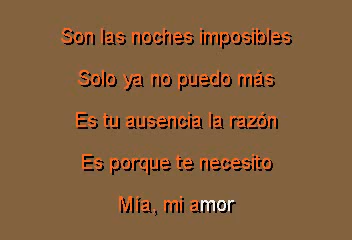 Son las noches imposibles
Solo ya no puedo más
Es tu ausencia la razón
Es porque te necesito
Mía, mi amor